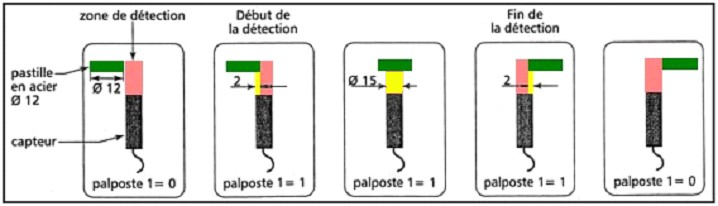 zone de détection
Début de
la détection
Fin de
la détection
pastille
en acier
Ø 12
Ø 12
capteur
2
Ø 15
2
palposte 1= 0
palposte 1= 1
palposte 1= 1
palposte 1= 1
palposte 1= 0